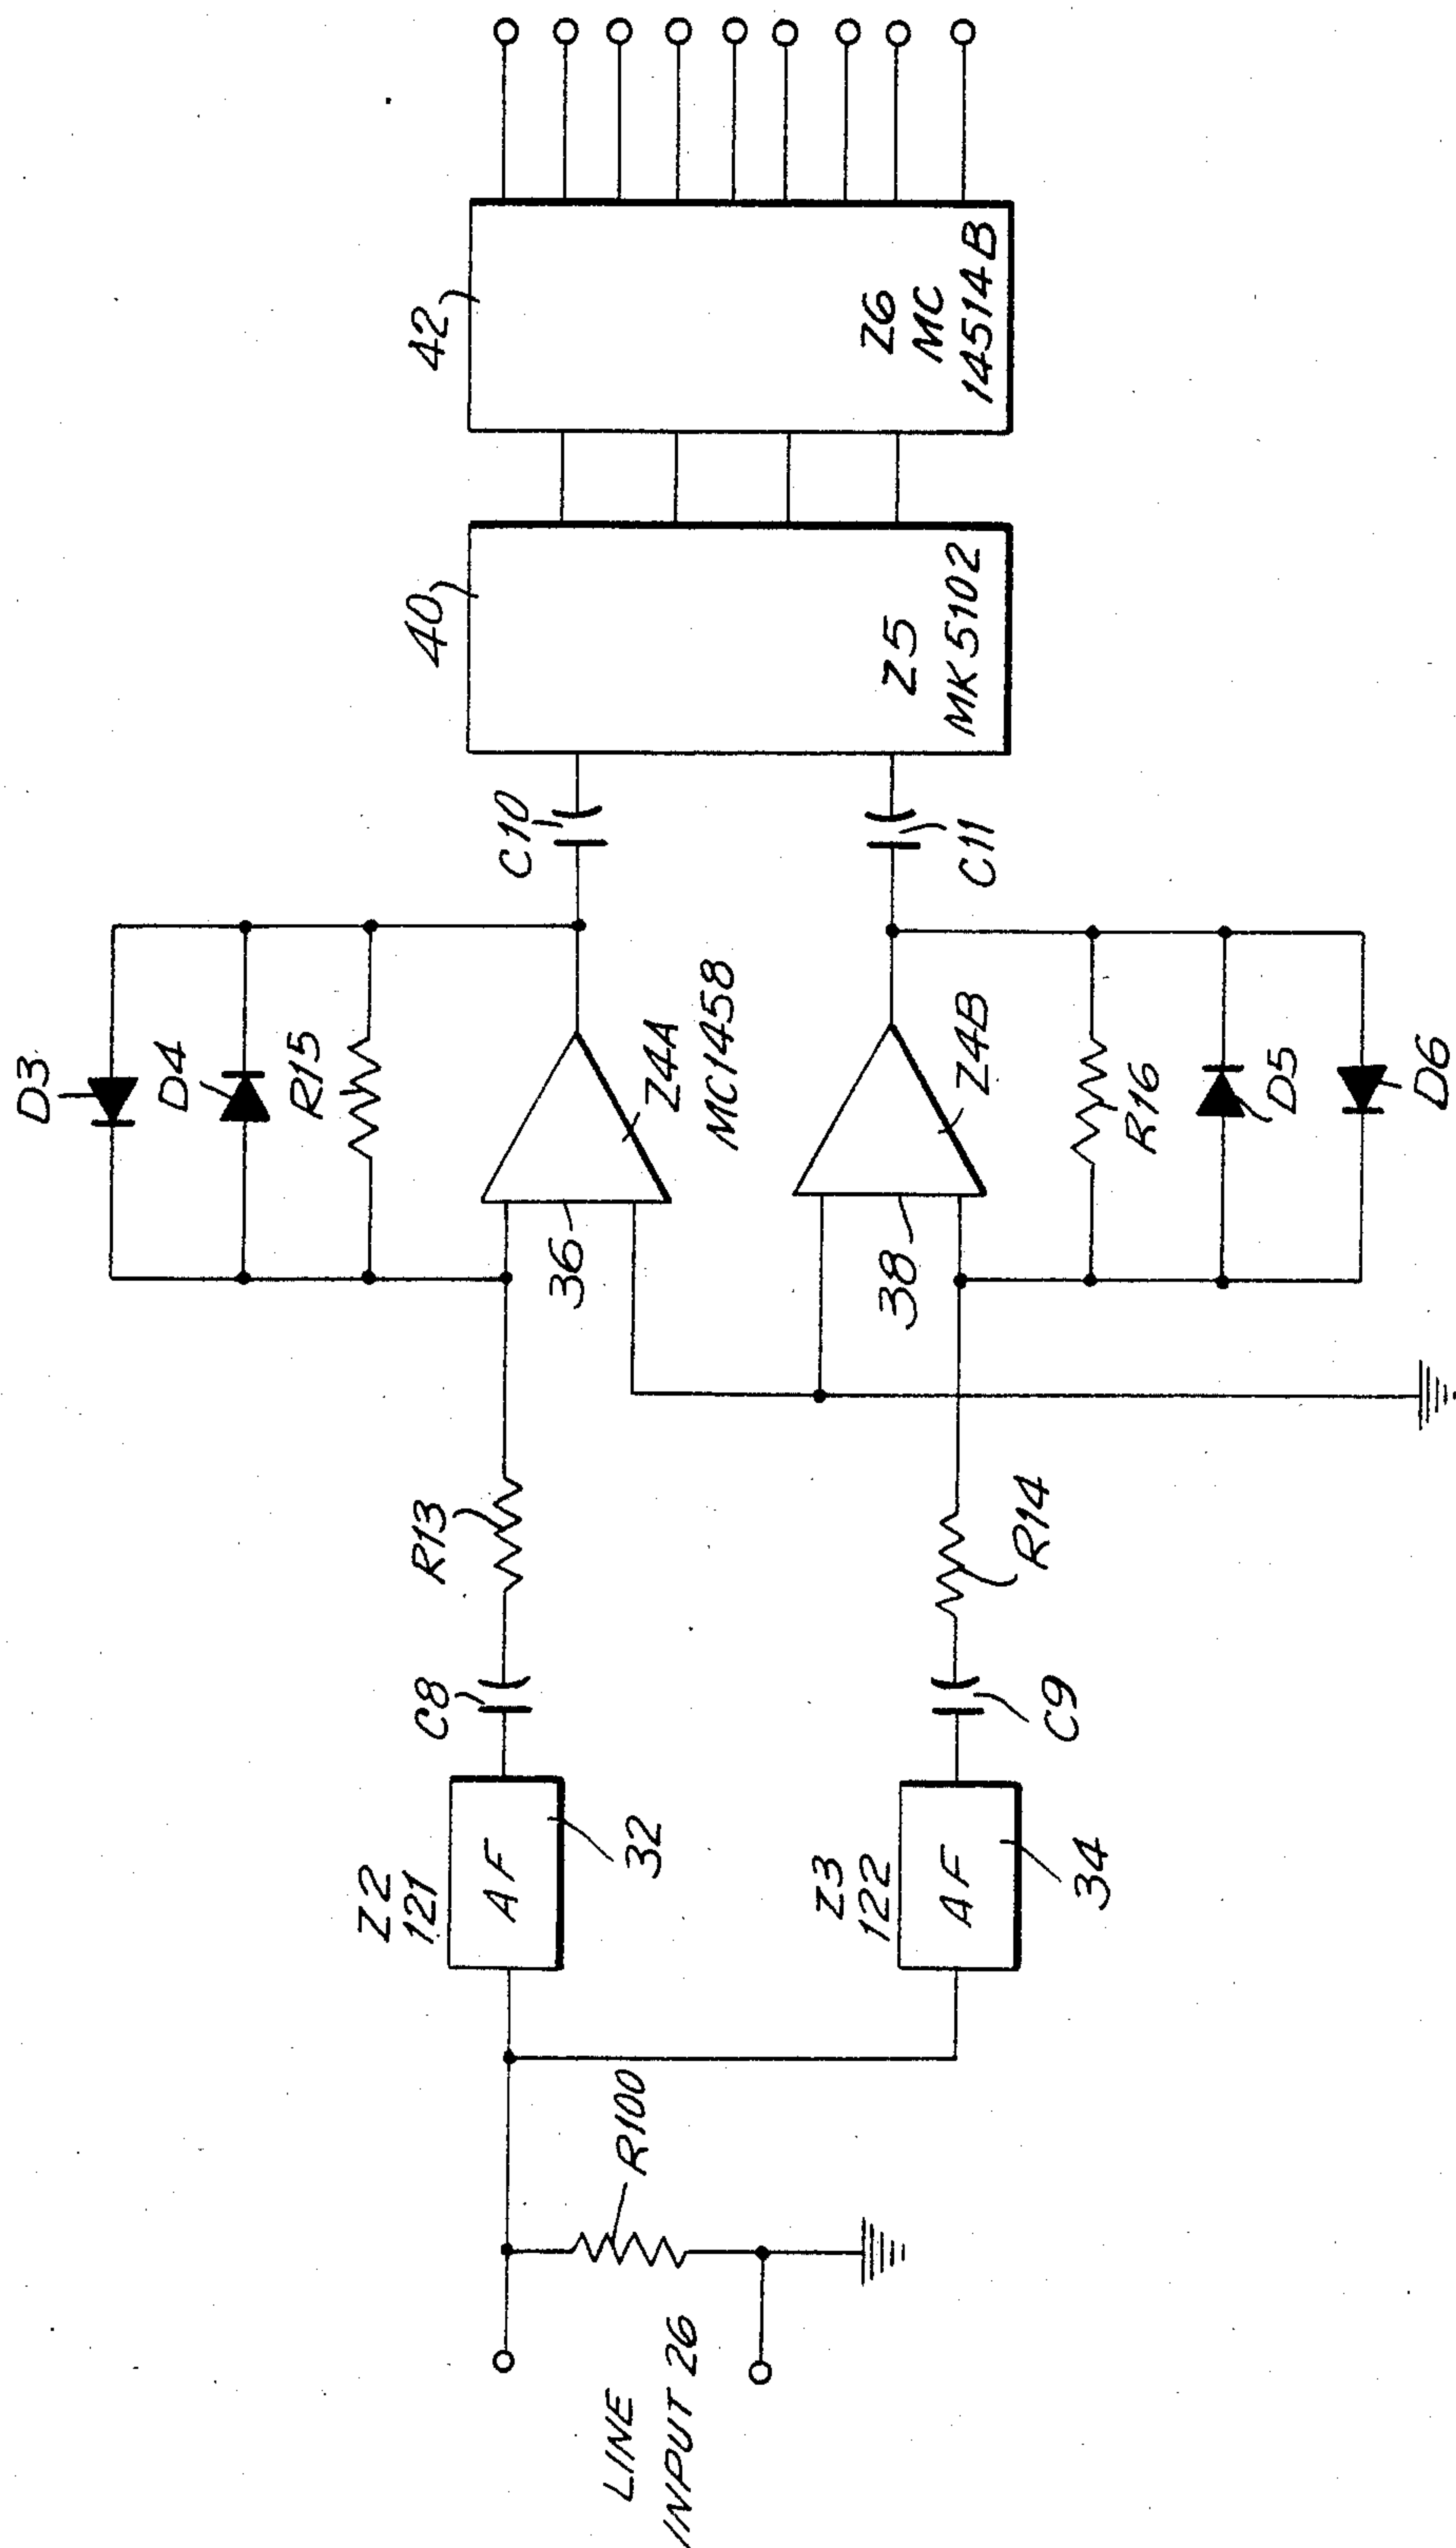 LINE
INPUT 26
R100
Z2
121
AF
32
Z3
122
AF
34
C8
R13
C9
R14
D3
D4
R15
36
Z4A
MC1458
38
Z4B
R16
D5
D6
C10
C11
40
Z5
MK5102
42
Z6
MC
14514B